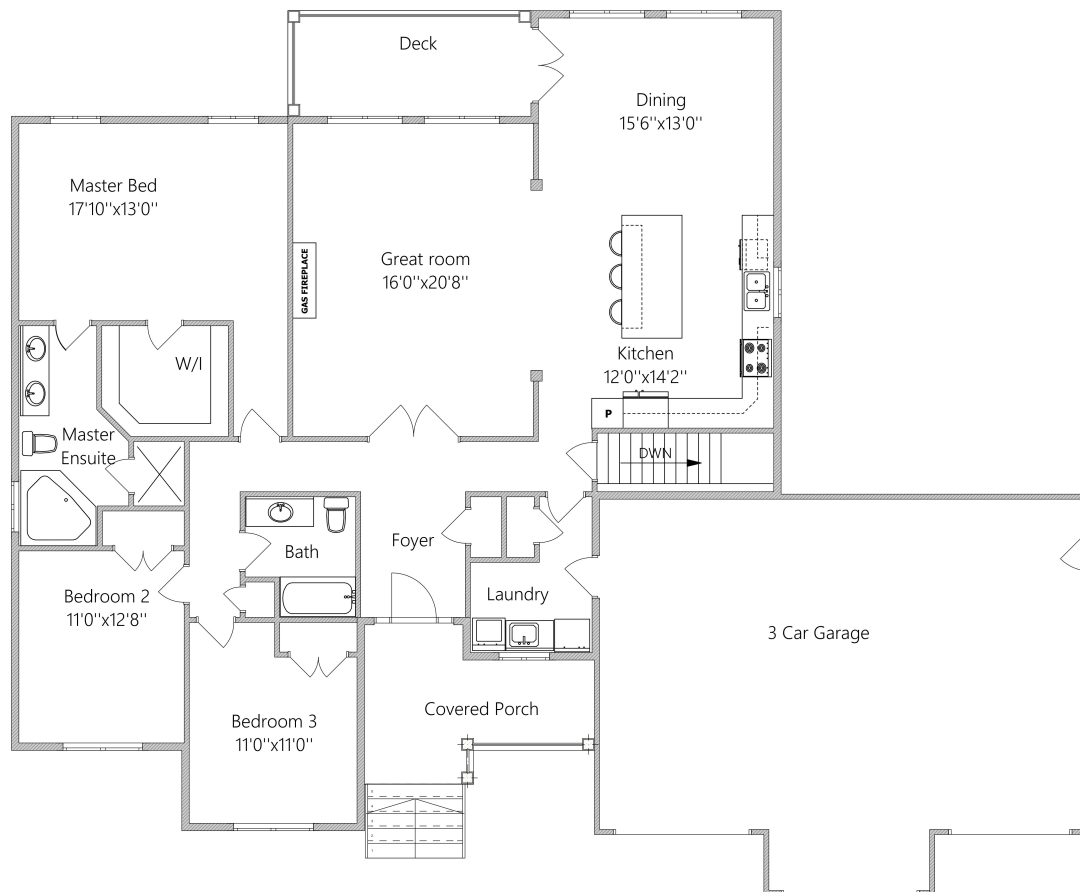 Deck
Dining
15'6''x13'0''
Master Bed
17'10''x13'0''
Great room
16'0''x20'8''
GAS FIREPLACE
Kitchen
12'0''x14'2''
P
W/I
Master
Ensuite
DWN
Foyer
Bath
Laundry
Bedroom 2
11'0''x12'8''
3 Car Garage
Bedroom 3
11'0''x11'0''
Covered Porch